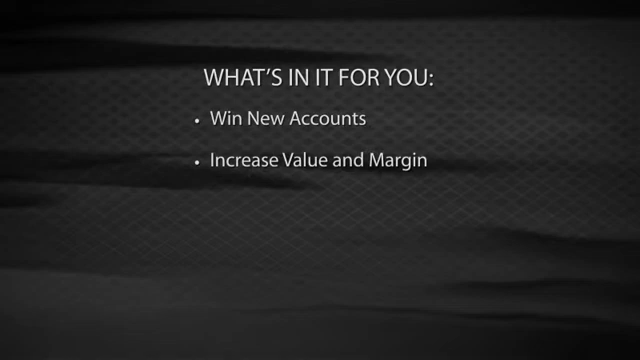 WHAT'S IN IT FOR YOU:
• Win New Accounts
• Increase Value and Margin